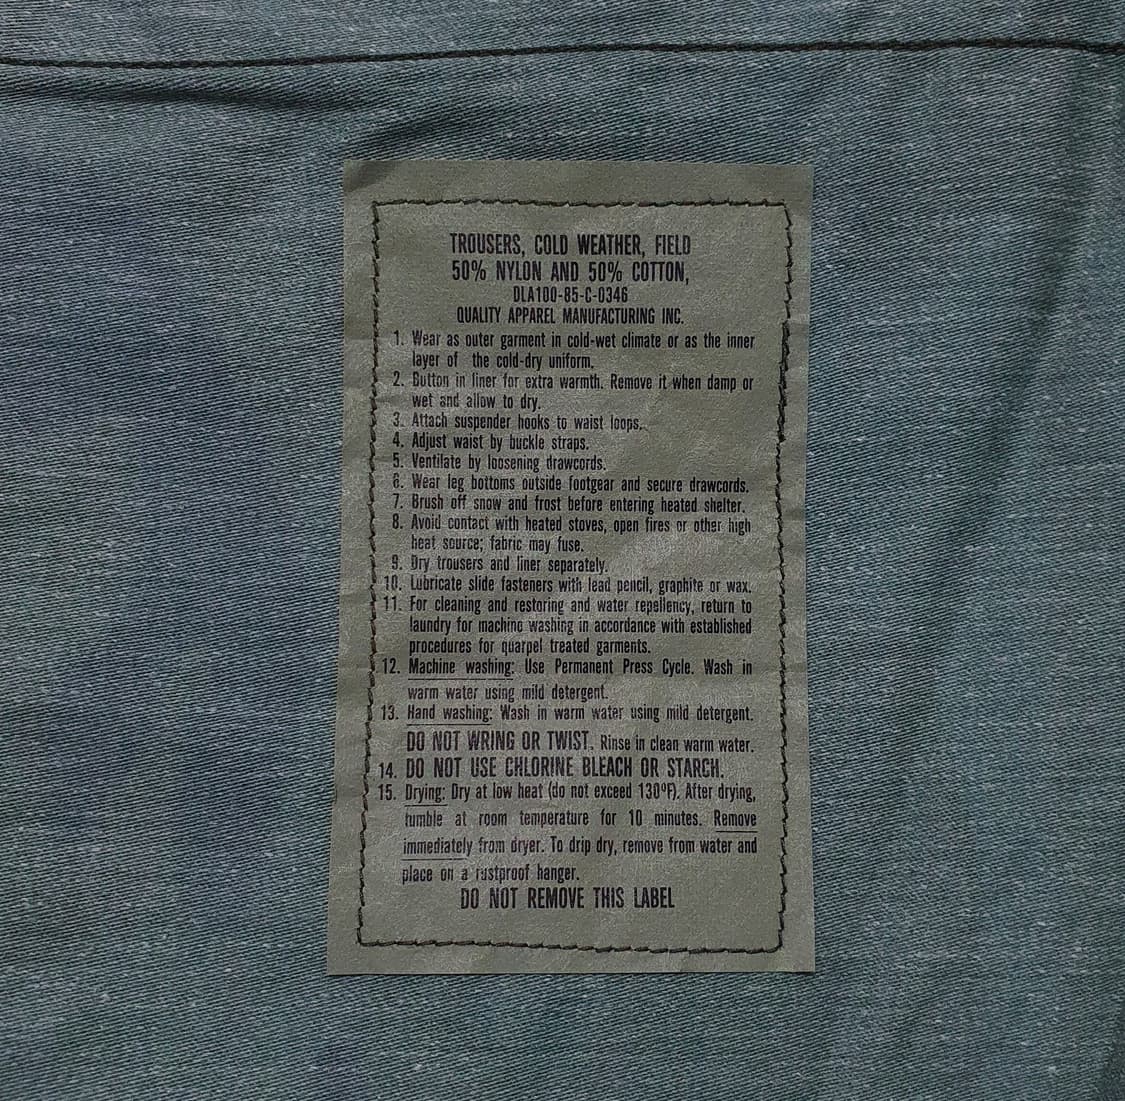 TROUSERS, COLD WEATHER, FIELD
50% NYLON AND 50% COTTON,
DLA100-85-C-0346
QUALITY APPAREL MANUFACTURING INC.
1. Wear as outer garment in cold-wet climate or as the inner
layer of the cold-dry uniform.
2. Button in liner for extra warmth. Remove it when damp or
wet and allow to dry.
3. Attach suspender hooks to waist loops.
4. Adjust waist by buckle straps.
5. Ventilate by loosening drawcords.
6. Wear leg bottoms outside footgear and secure drawcords.
7. Brush off snow and frost before entering heated shelter.
8. Avoid contact with heated stoves, open fires or other high
heat source; fabric may fuse.
9. Dry trousers and liner separately.
10. Lubricate slide fasteners with lead pencil, graphite or wax.
11. For cleaning and restoring and water repellency, return to
laundry for machine washing in accordance with established
procedures for quarpel treated garments.
12. Machine washing: Use Permanent Press Cycle. Wash in
warm water using mild detergent.
13. Hand washing: Wash in warm water using mild detergent.
DO NOT WRING OR TWIST. Rinse in clean warm water.
14. DO NOT USE CHLORINE BLEACH OR STARCH.
15. Drying: Dry at low heat (do not exceed 130ºF). After drying,
tumble at room temperature for 10 minutes. Remove
immediately from dryer. To drip dry, remove from water and
place on a rustproof hanger.
DO NOT REMOVE THIS LABEL